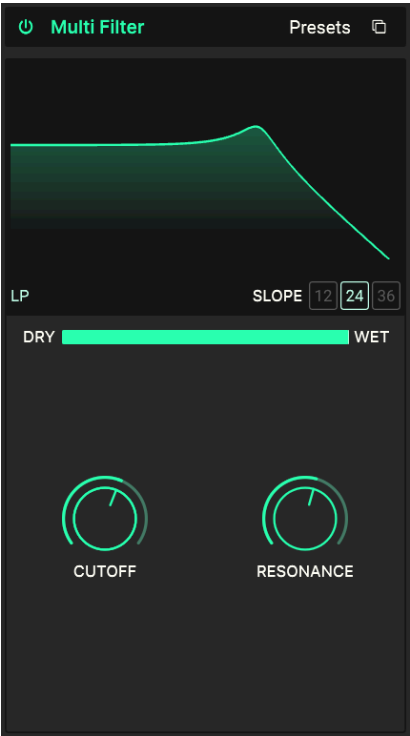 Multi Filter Presets
LP SLOPE 12 24 36
DRY WET
CUTOFF RESONANCE